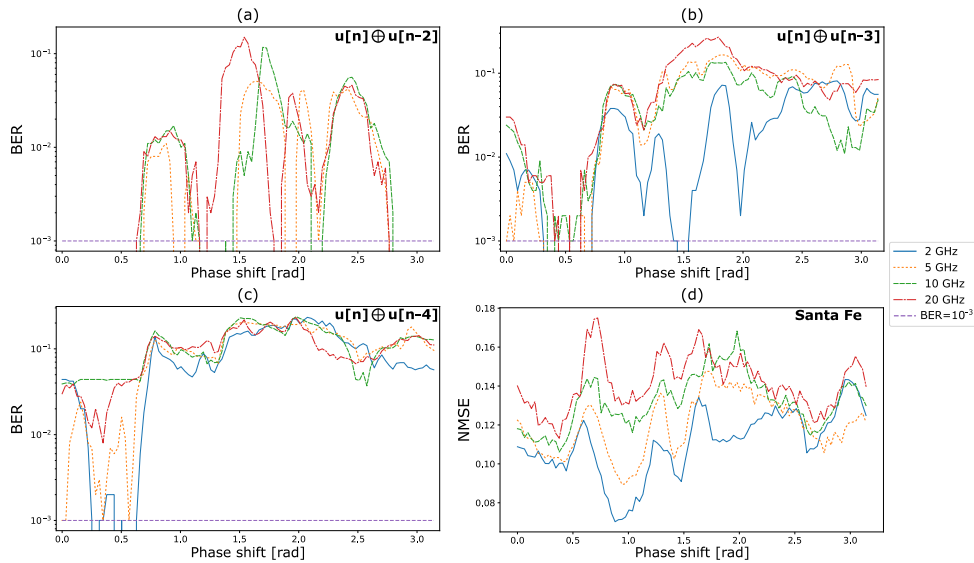 (a)
u[n] ⊕ u[n-2]
10⁻¹
10⁻²
10⁻³
BER
0.0 0.5 1.0 1.5 2.0 2.5 3.0
Phase shift [rad]
(b)
u[n] ⊕ u[n-3]
10⁻¹
10⁻²
10⁻³
BER
0.0 0.5 1.0 1.5 2.0 2.5 3.0
Phase shift [rad]
2 GHz
5 GHz
10 GHz
20 GHz
BER=10⁻³
(c)
u[n] ⊕ u[n-4]
10⁻¹
10⁻²
10⁻³
BER
0.0 0.5 1.0 1.5 2.0 2.5 3.0
Phase shift [rad]
(d)
Santa Fe
0.18
0.16
0.14
0.12
0.10
0.08
NMSE
0.0 0.5 1.0 1.5 2.0 2.5 3.0
Phase shift [rad]